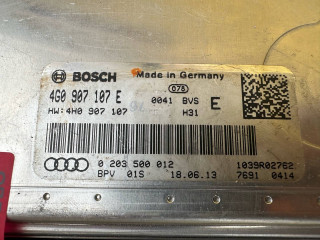 BOSCH Made in Germany
078
4G0 907 107 E 0041 BVS E
HW:4H0 907 107 H31
0 203 500 012 1039R02762
BPV 01S 18.06.13 7691 0414